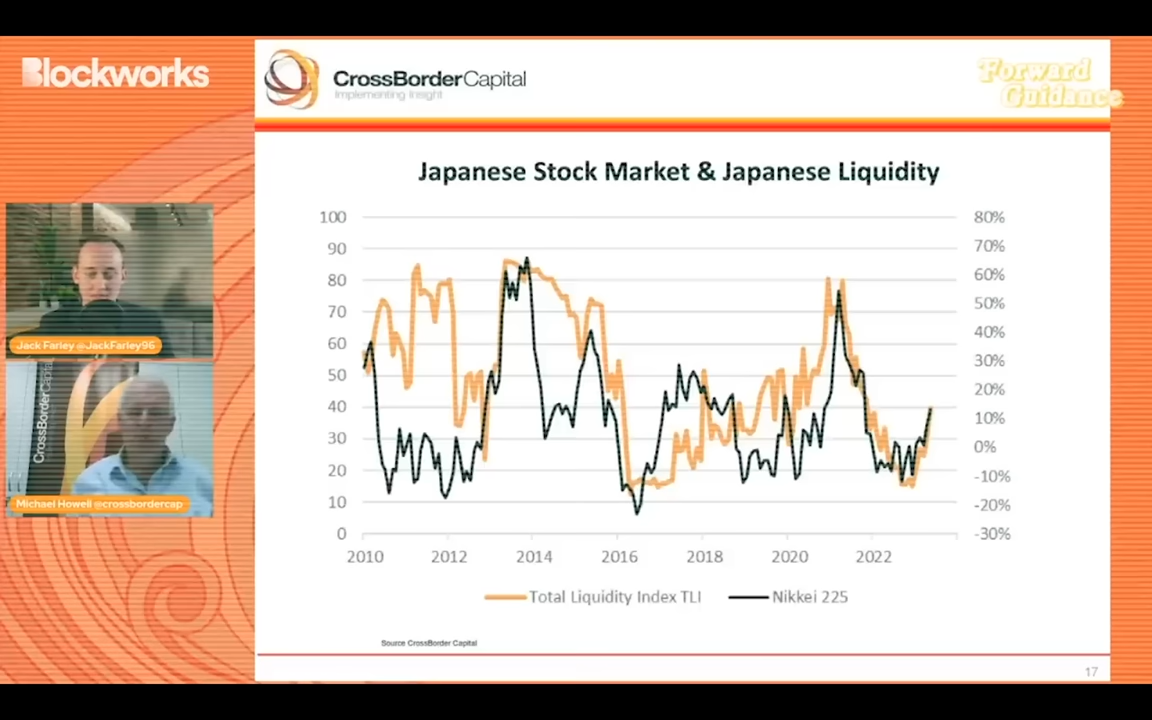 Blockworks
CrossBorderCapital
Implementing Insight
Forward
Guidance
Japanese Stock Market & Japanese Liquidity
100
90
80
70
60
50
40
30
20
10
0
80%
70%
60%
50%
40%
30%
20%
10%
0%
-10%
-20%
-30%
2010
2012
2014
2016
2018
2020
2022
Total Liquidity Index TLI
Nikkei 225
Source CrossBorder Capital
17
Jack Farley @JackFarley96
CrossBorderCapital
Michael Howell @crossbordercap